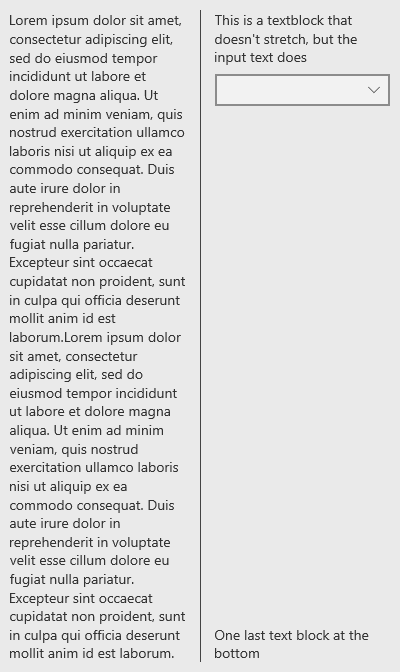 Lorem ipsum dolor sit amet,
consectetur adipiscing elit,
sed do eiusmod tempor
incididunt ut labore et
dolore magna aliqua. Ut
enim ad minim veniam, quis
nostrud exercitation ullamco
laboris nisi ut aliquip ex ea
commodo consequat. Duis
aute irure dolor in
reprehenderit in voluptate
velit esse cillum dolore eu
fugiat nulla pariatur.
Excepteur sint occaecat
cupidatat non proident, sunt
in culpa qui officia deserunt
mollit anim id est
laborum.Lorem ipsum dolor
sit amet, consectetur
adipiscing elit, sed do
eiusmod tempor incididunt
ut labore et dolore magna
aliqua. Ut enim ad minim
veniam, quis nostrud
exercitation ullamco laboris
nisi ut aliquip ex ea
commodo consequat. Duis
aute irure dolor in
reprehenderit in voluptate
velit esse cillum dolore eu
fugiat nulla pariatur.
Excepteur sint occaecat
cupidatat non proident, sunt
in culpa qui officia deserunt
mollit anim id est laborum.
This is a textblock that
doesn't stretch, but the
input text does
One last text block at the
bottom